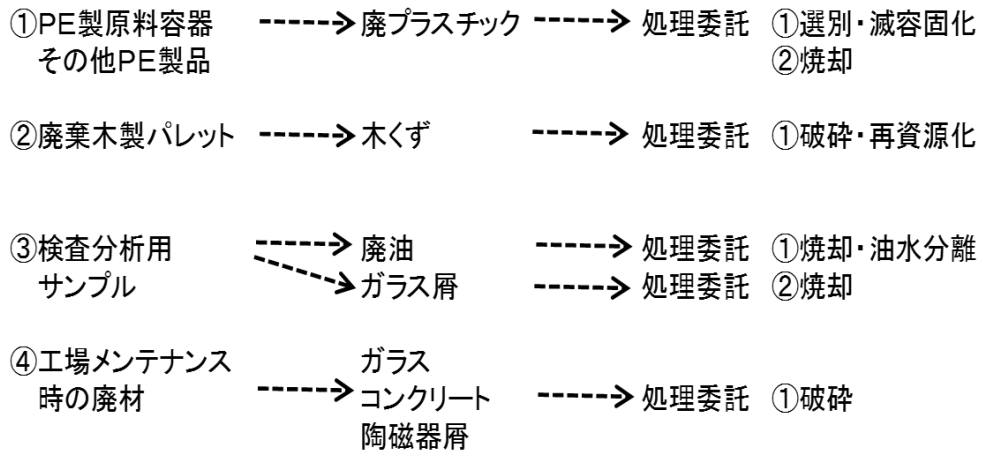 ①PE製原料容器 廃プラスチック 処理委託 ①選別・滅容固化
その他PE製品 ②焼却
②廃棄木製パレット 木くず 処理委託 ①破砕・再資源化
③検査分析用 廃油 処理委託 ①焼却・油水分離
サンプル ガラス屑 処理委託 ②焼却
④工場メンテナンス ガラス
時の廃材 コンクリート 処理委託 ①破砕
陶磁器屑